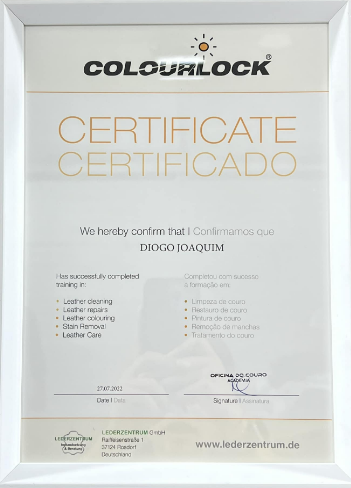 COLOURLOCK®
CERTIFICATE
CERTIFICADO
We hereby confirm that | Confirmamos que
DIOGO JOAQUIM
Has successfully completed
training in:
• Leather cleaning
• Leather repairs
• Leather colouring
• Stain Removal
• Leather Care
Completou com sucesso
a formação em:
• Limpeza de couro
• Restauro de couro
• Pintura de couro
• Remoção de manchas
• Tratamento do couro
27.07.2022
Date | Data
OFICINA DO COURO
ACADEMIA
Signature | Assinatura
LEDERZENTRUM
LEDERZENTRUM GmbH
Raiffeisenstraße 1
37124 Rosdorf
Deutschland
www.lederzentrum.de